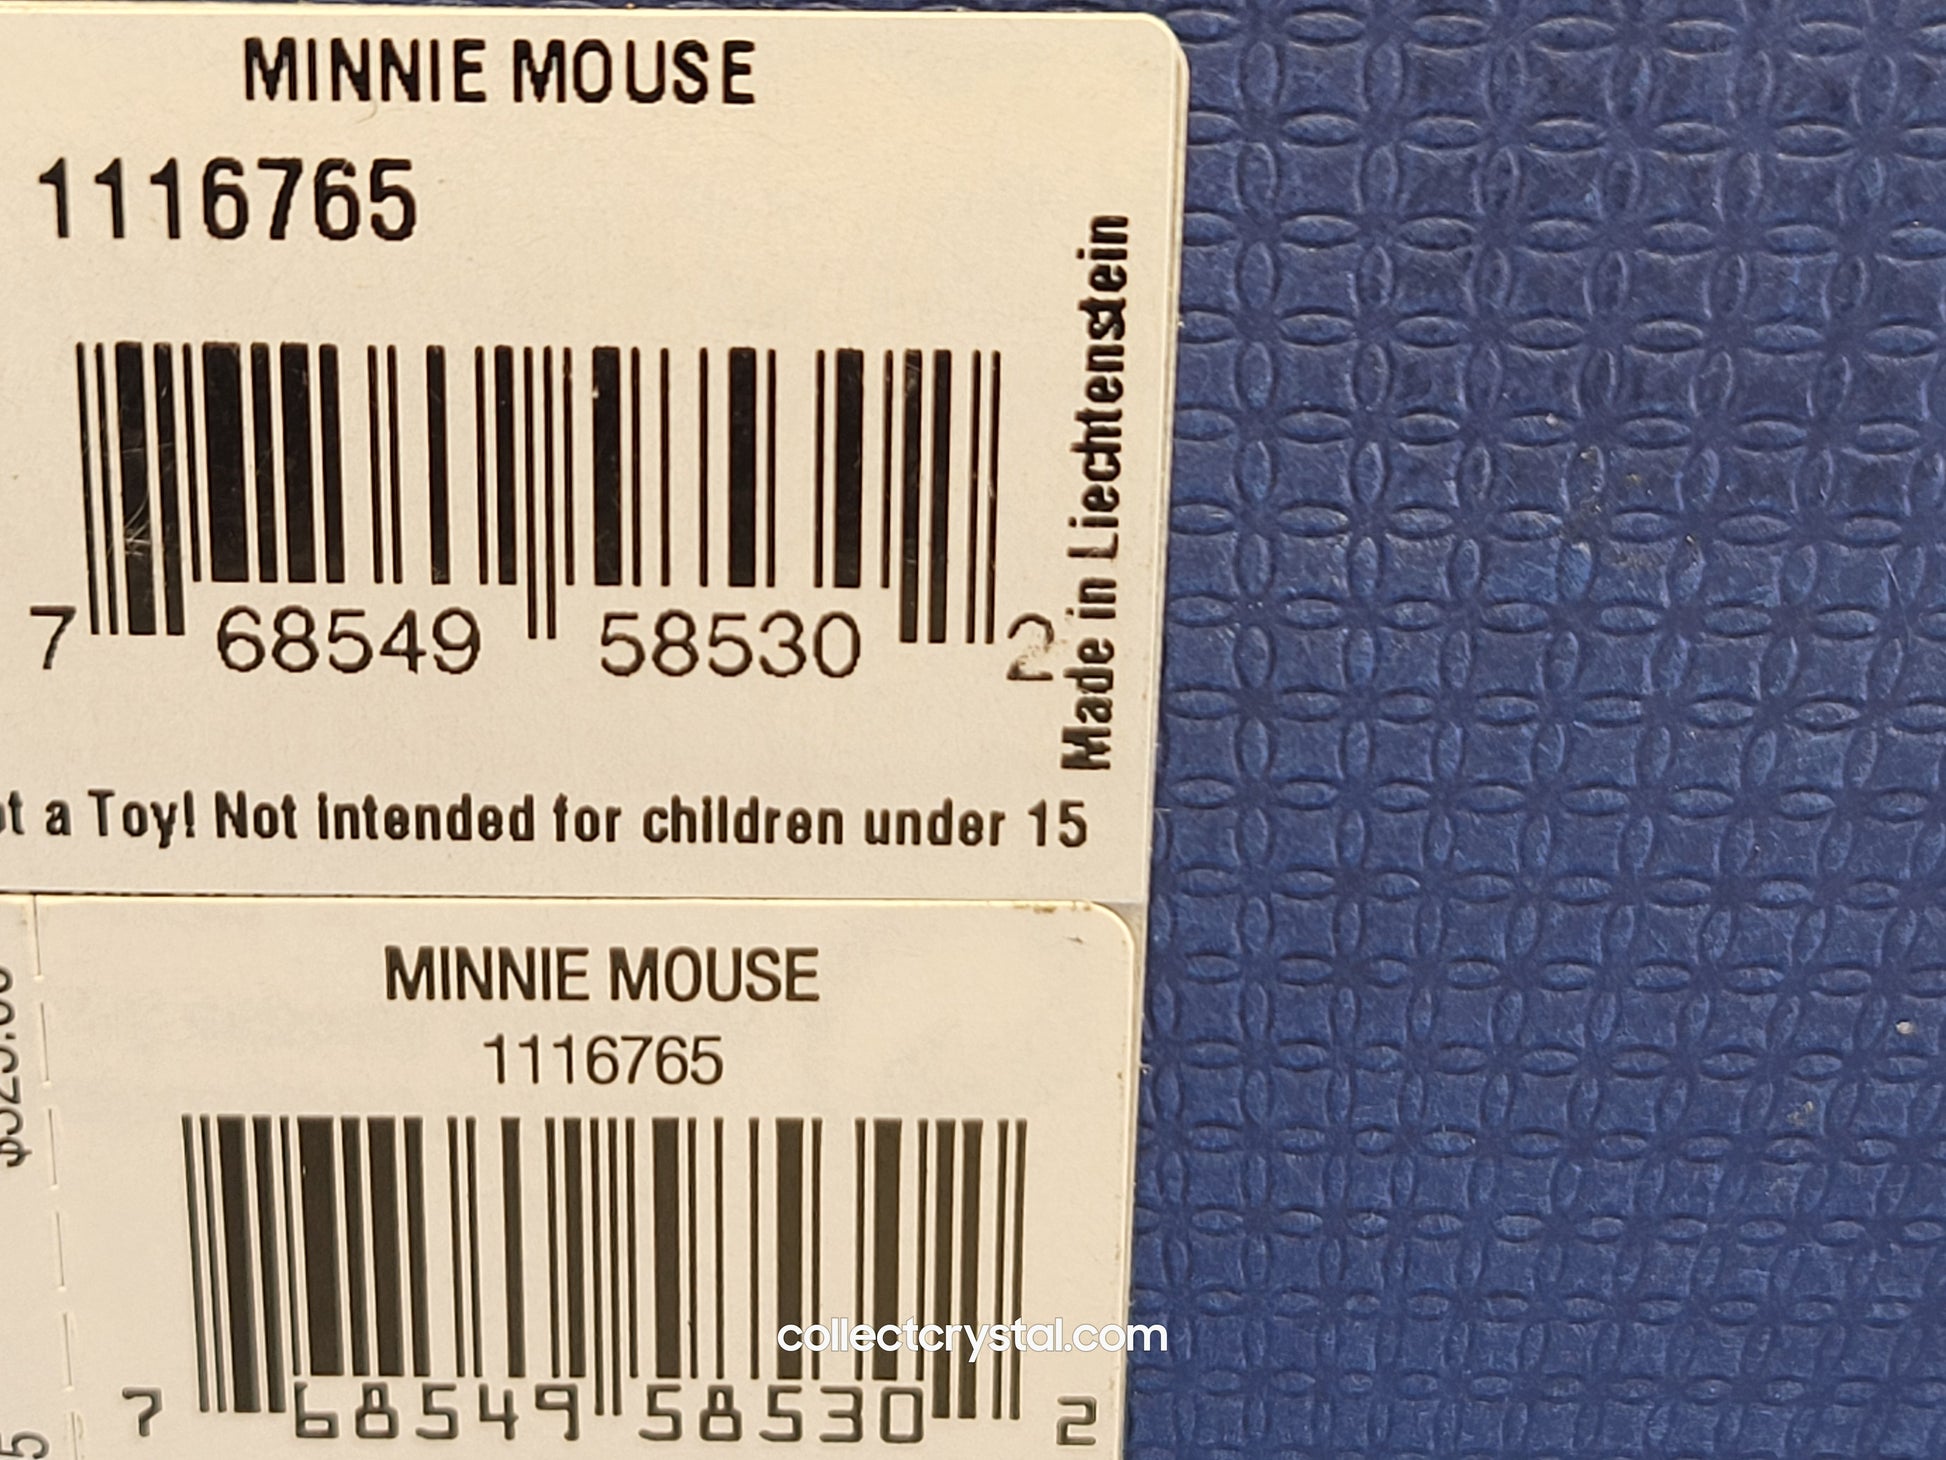 MINNIE MOUSE
1116765
7 68549 58530 2
Made in Liechtenstein
a Toy! Not intended for children under 15
MINNIE MOUSE
1116765
7 68549 58530 2
collectcrystal.com